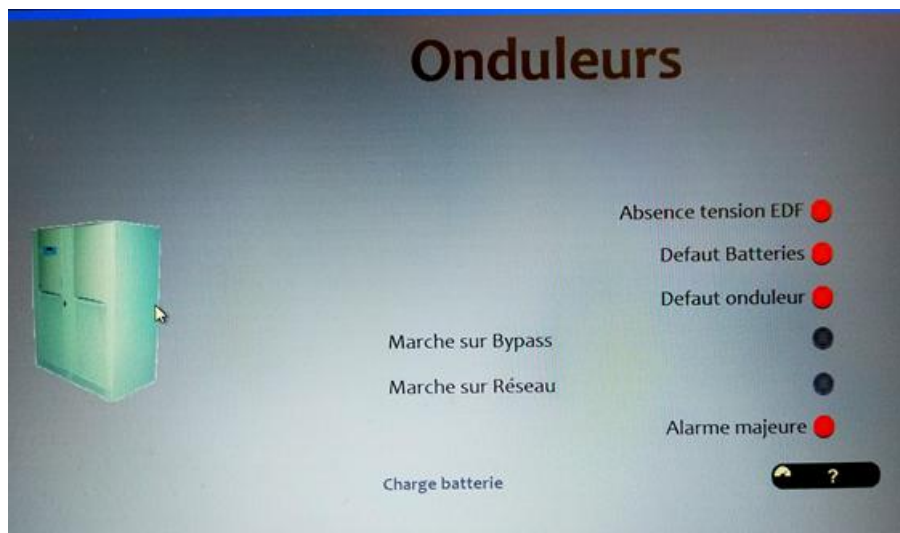 Onduleurs
Absence tension EDF
Defaut Batteries
Defaut onduleur
Marche sur Bypass
Marche sur Réseau
Alarme majeure
Charge batterie
?